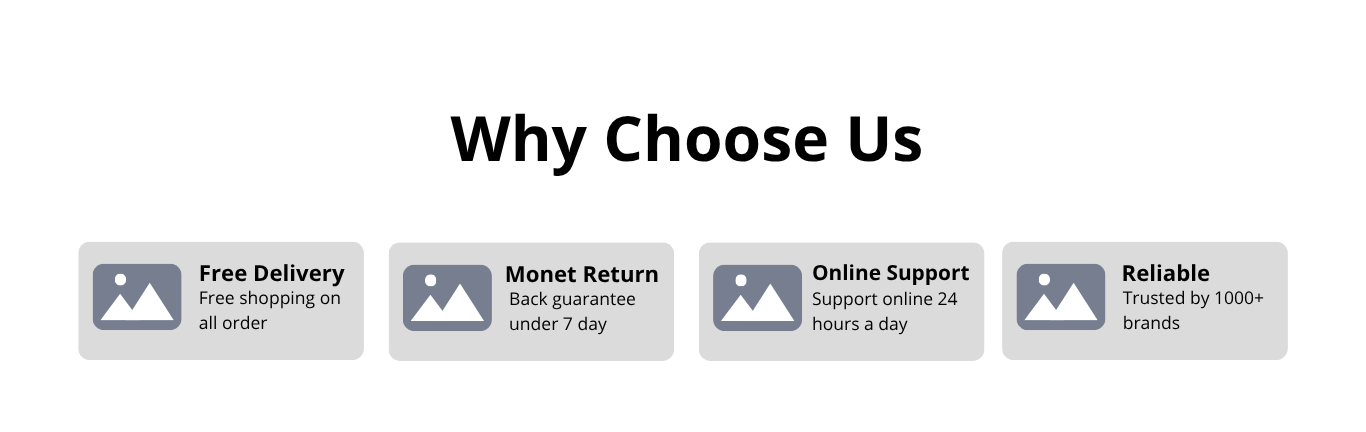 Why Choose Us
Free Delivery
Free shopping on
all order
Monet Return
Back guarantee
under 7 day
Online Support
Support online 24
hours a day
Reliable
Trusted by 1000+
brands